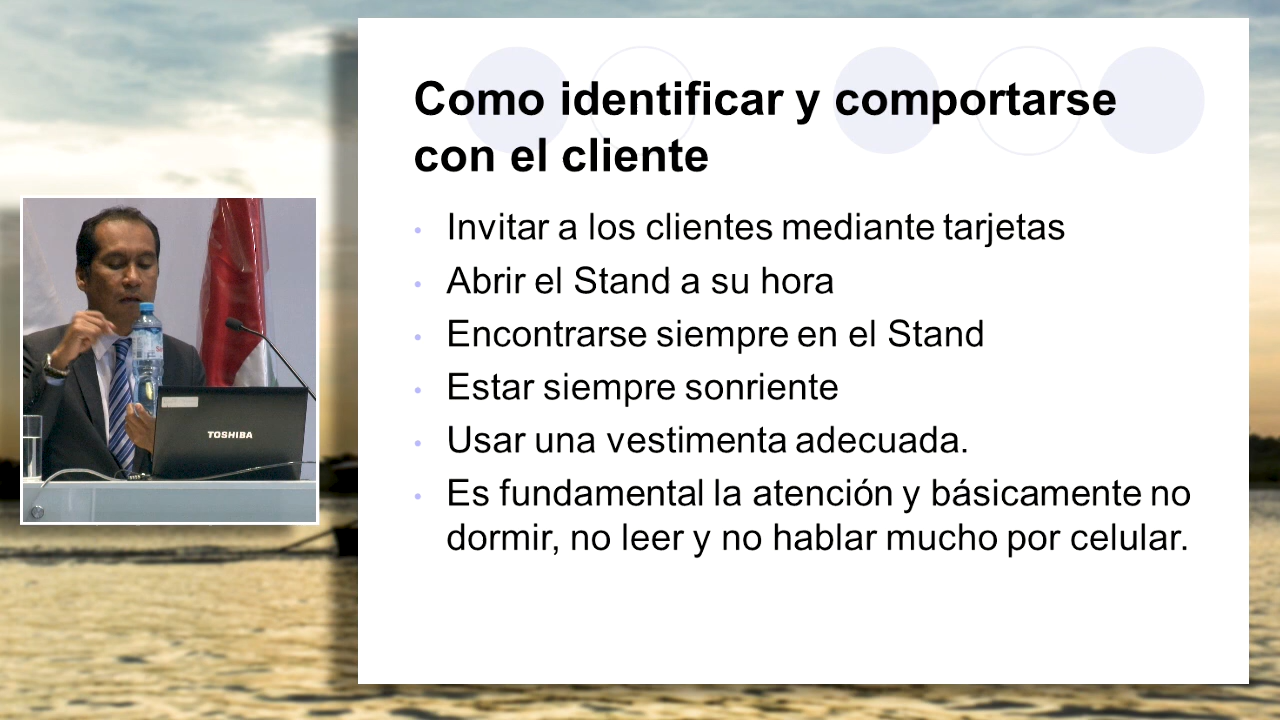 Como identificar y comportarse
con el cliente
• Invitar a los clientes mediante tarjetas
• Abrir el Stand a su hora
• Encontrarse siempre en el Stand
• Estar siempre sonriente
• Usar una vestimenta adecuada.
• Es fundamental la atención y básicamente no
dormir, no leer y no hablar mucho por celular.
TOSHIBA